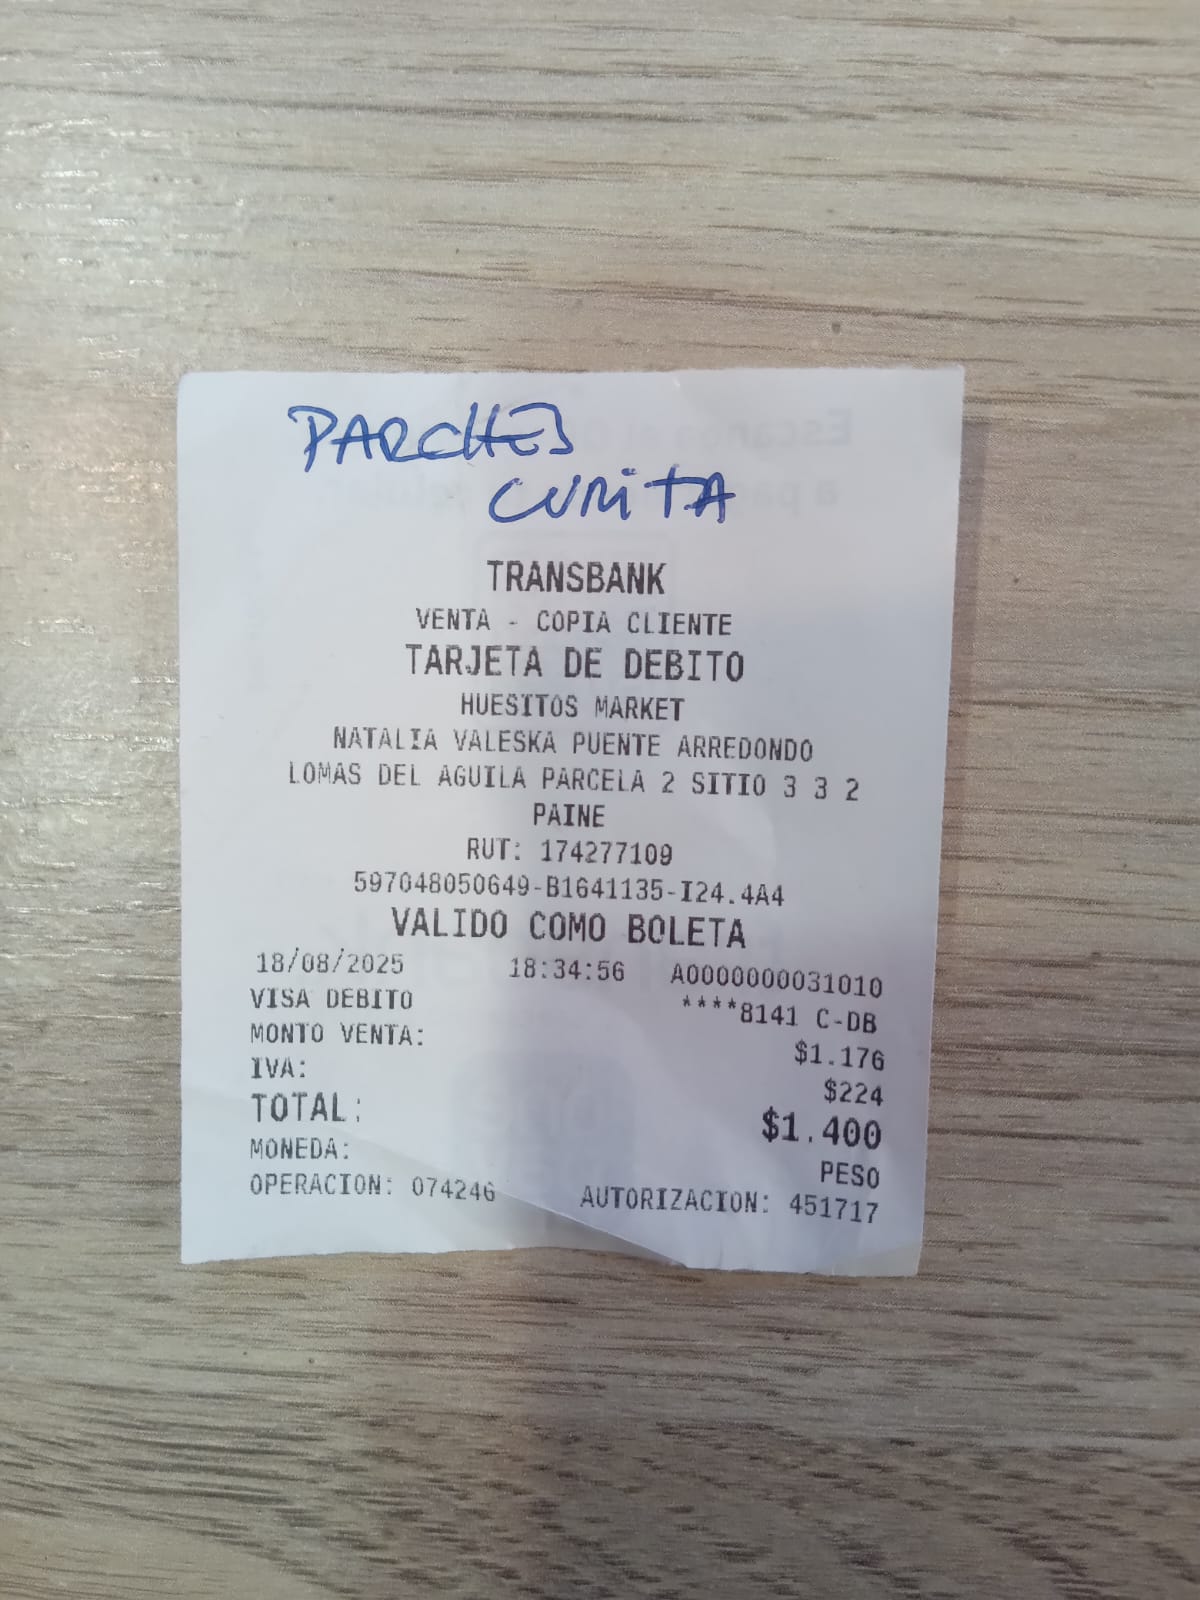 PARCHES
CURITA
TRANSBANK
VENTA - COPIA CLIENTE
TARJETA DE DEBITO
HUESITOS MARKET
NATALIA VALESKA PUENTE ARREDONDO
LOMAS DEL AGUILA PARCELA 2 SITIO 3 3 2
PAINE
RUT: 174277109
597048050649-B1641135-I24.4A4
VALIDO COMO BOLETA
18/08/2025 18:34:56 A0000000031010
VISA DEBITO ****8141 C-DB
MONTO VENTA: $1.176
IVA: $224
TOTAL: $1.400
MONEDA: PESO
OPERACION: 074246 AUTORIZACION: 451717